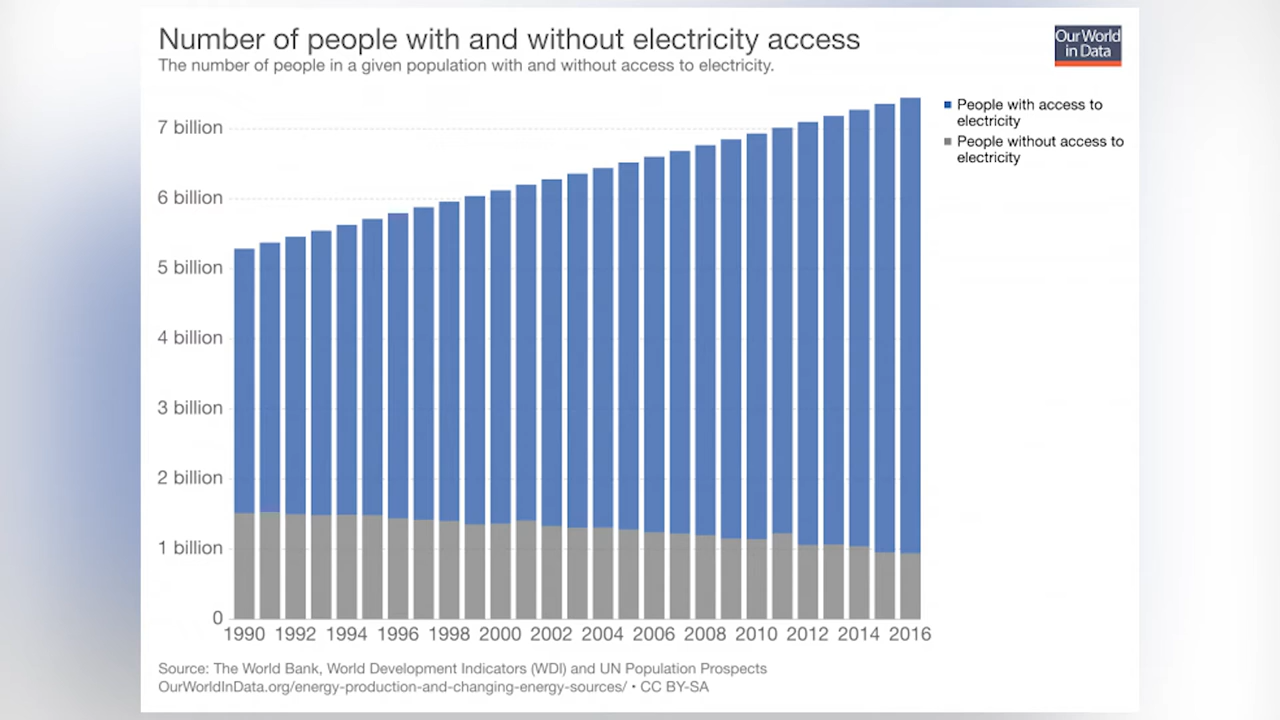 Number of people with and without electricity access
The number of people in a given population with and without access to electricity.
Our World
in Data
People with access to
electricity
People without access to
electricity
7 billion
6 billion
5 billion
4 billion
3 billion
2 billion
1 billion
0
1990 1992 1994 1996 1998 2000 2002 2004 2006 2008 2010 2012 2014 2016
Source: The World Bank, World Development Indicators (WDI) and UN Population Prospects
OurWorldInData.org/energy-production-and-changing-energy-sources/ • CC BY-SA